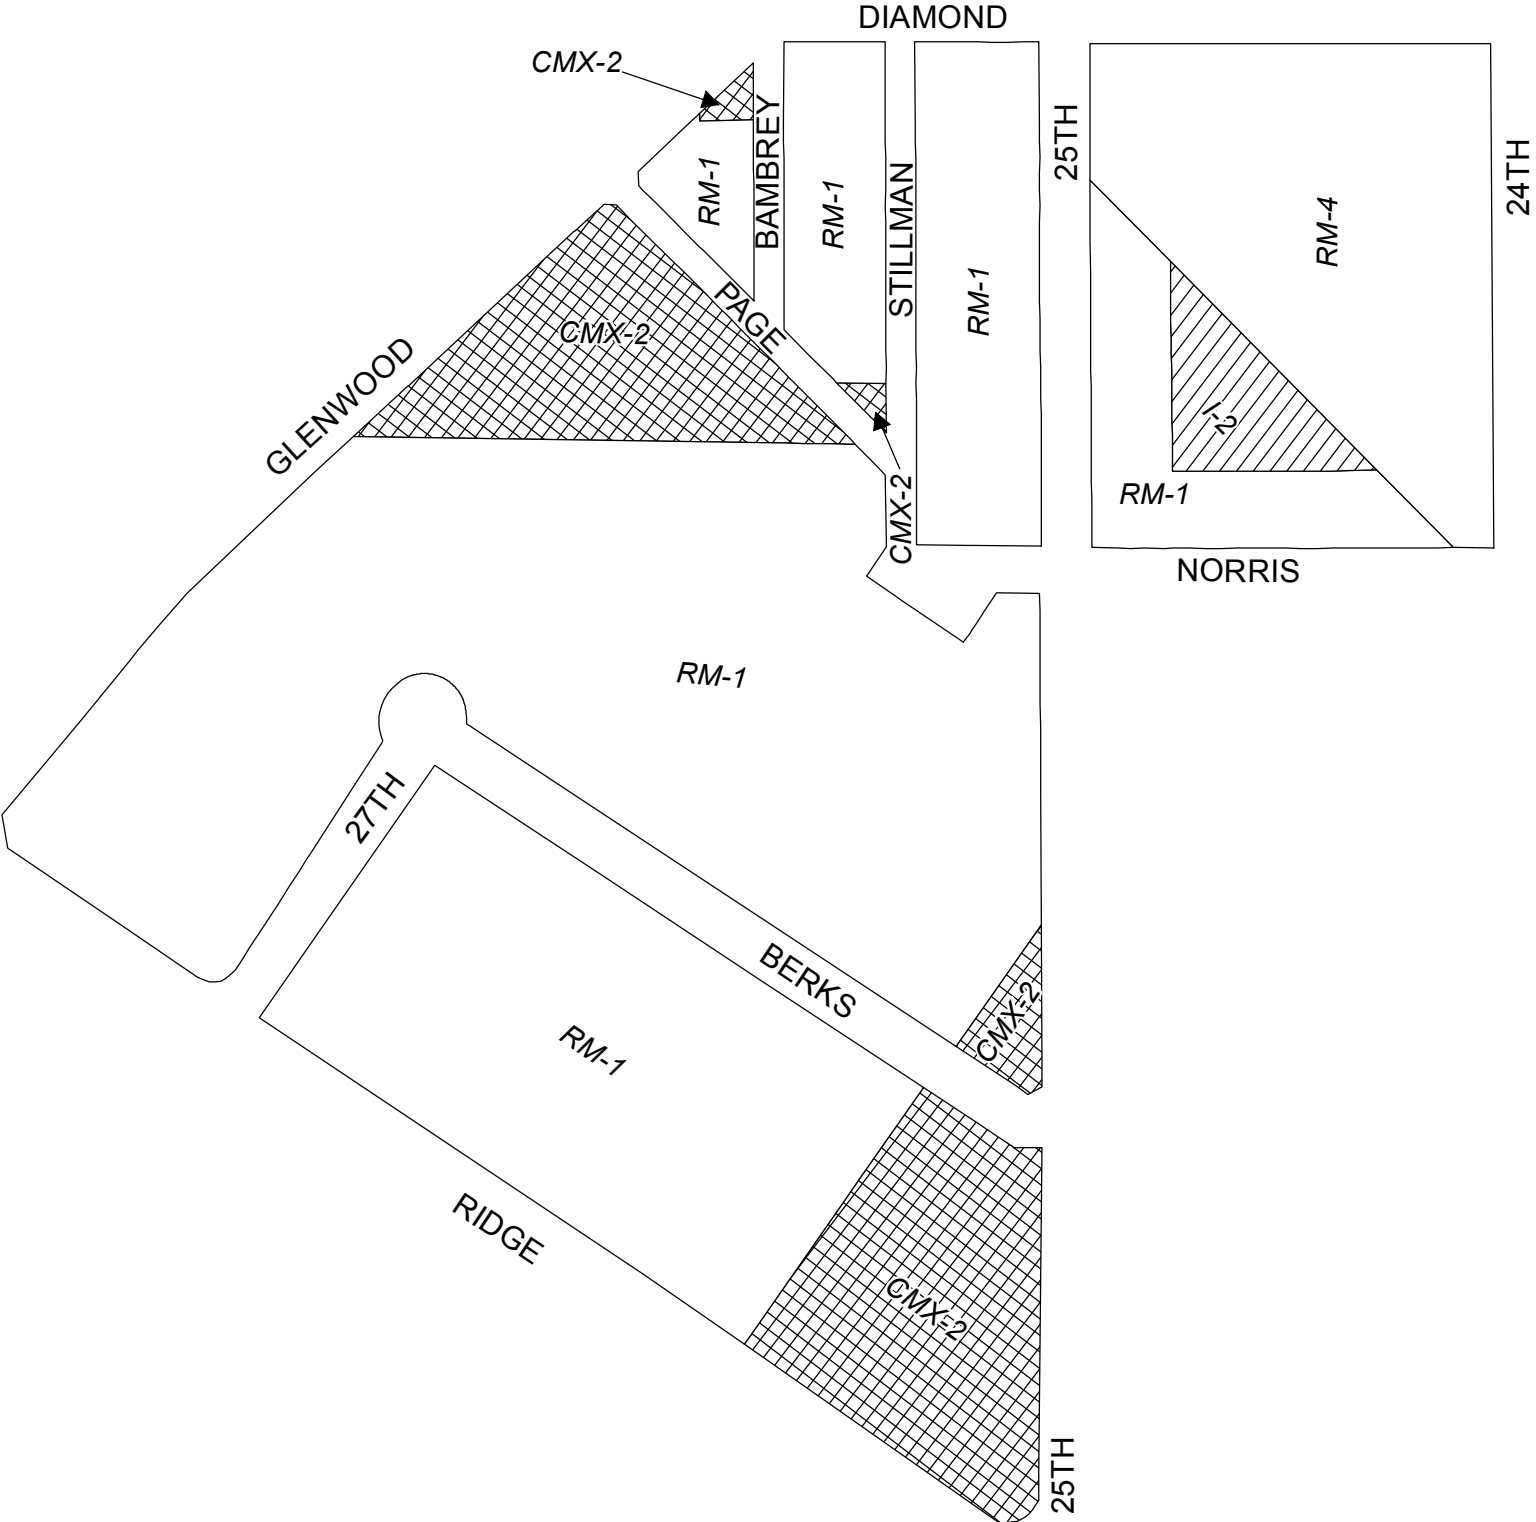 DIAMOND
CMX-2
BAMBREY
25TH
24TH
RM-1
RM-1
STILLMAN
RM-4
RM-1
PAGE
CMX-2
GLENWOOD
I-2
RM-1
CMX-2
NORRIS
RM-1
27TH
BERKS
CMX-2
RM-1
RIDGE
CMX-2
25TH